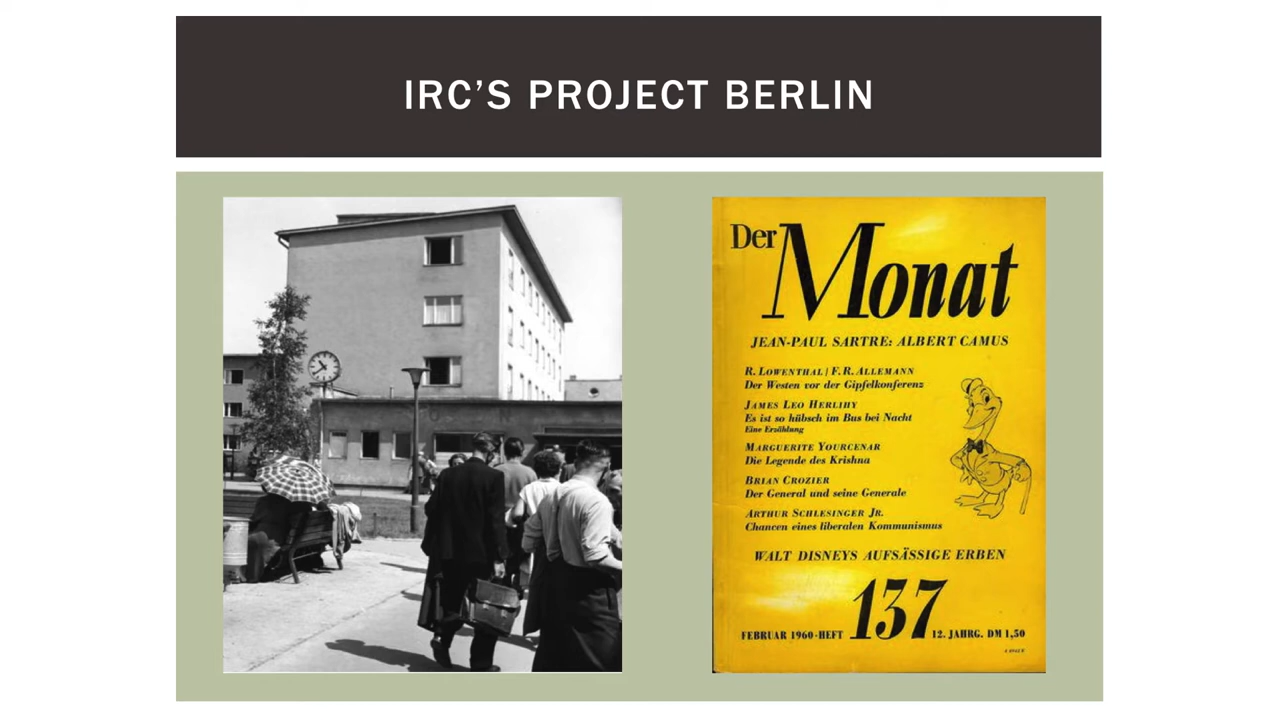 IRC'S PROJECT BERLIN
Der Monat
JEAN-PAUL SARTRE: ALBERT CAMUS
R. LOWENTHAL / F. R. ALLEMANN
Der Westen vor der Gipfelkonferenz
JAMES LEO HERLIHY
Es ist so hübsch im Bus bei Nacht
Eine Erzählung
MARGUERITE YOURCENAR
Die Legende des Krishna
BRIAN CROZIER
Der General und seine Generale
ARTHUR SCHLESINGER JR.
Chancen eines liberalen Kommunismus
WALT DISNEYS AUFSÄSSIGE ERBEN
FEBRUAR 1960-HEFT 137 12. JAHRG. DM 1,50